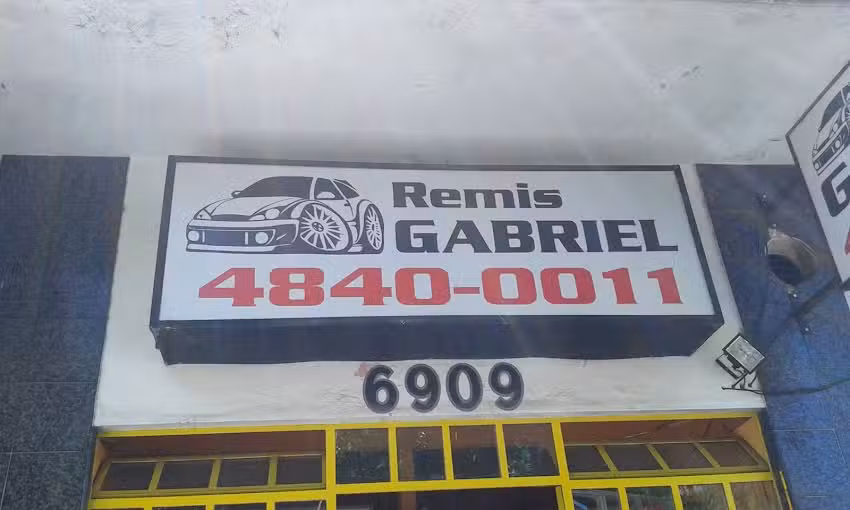 Remis
GABRIEL
4840-0011
6909